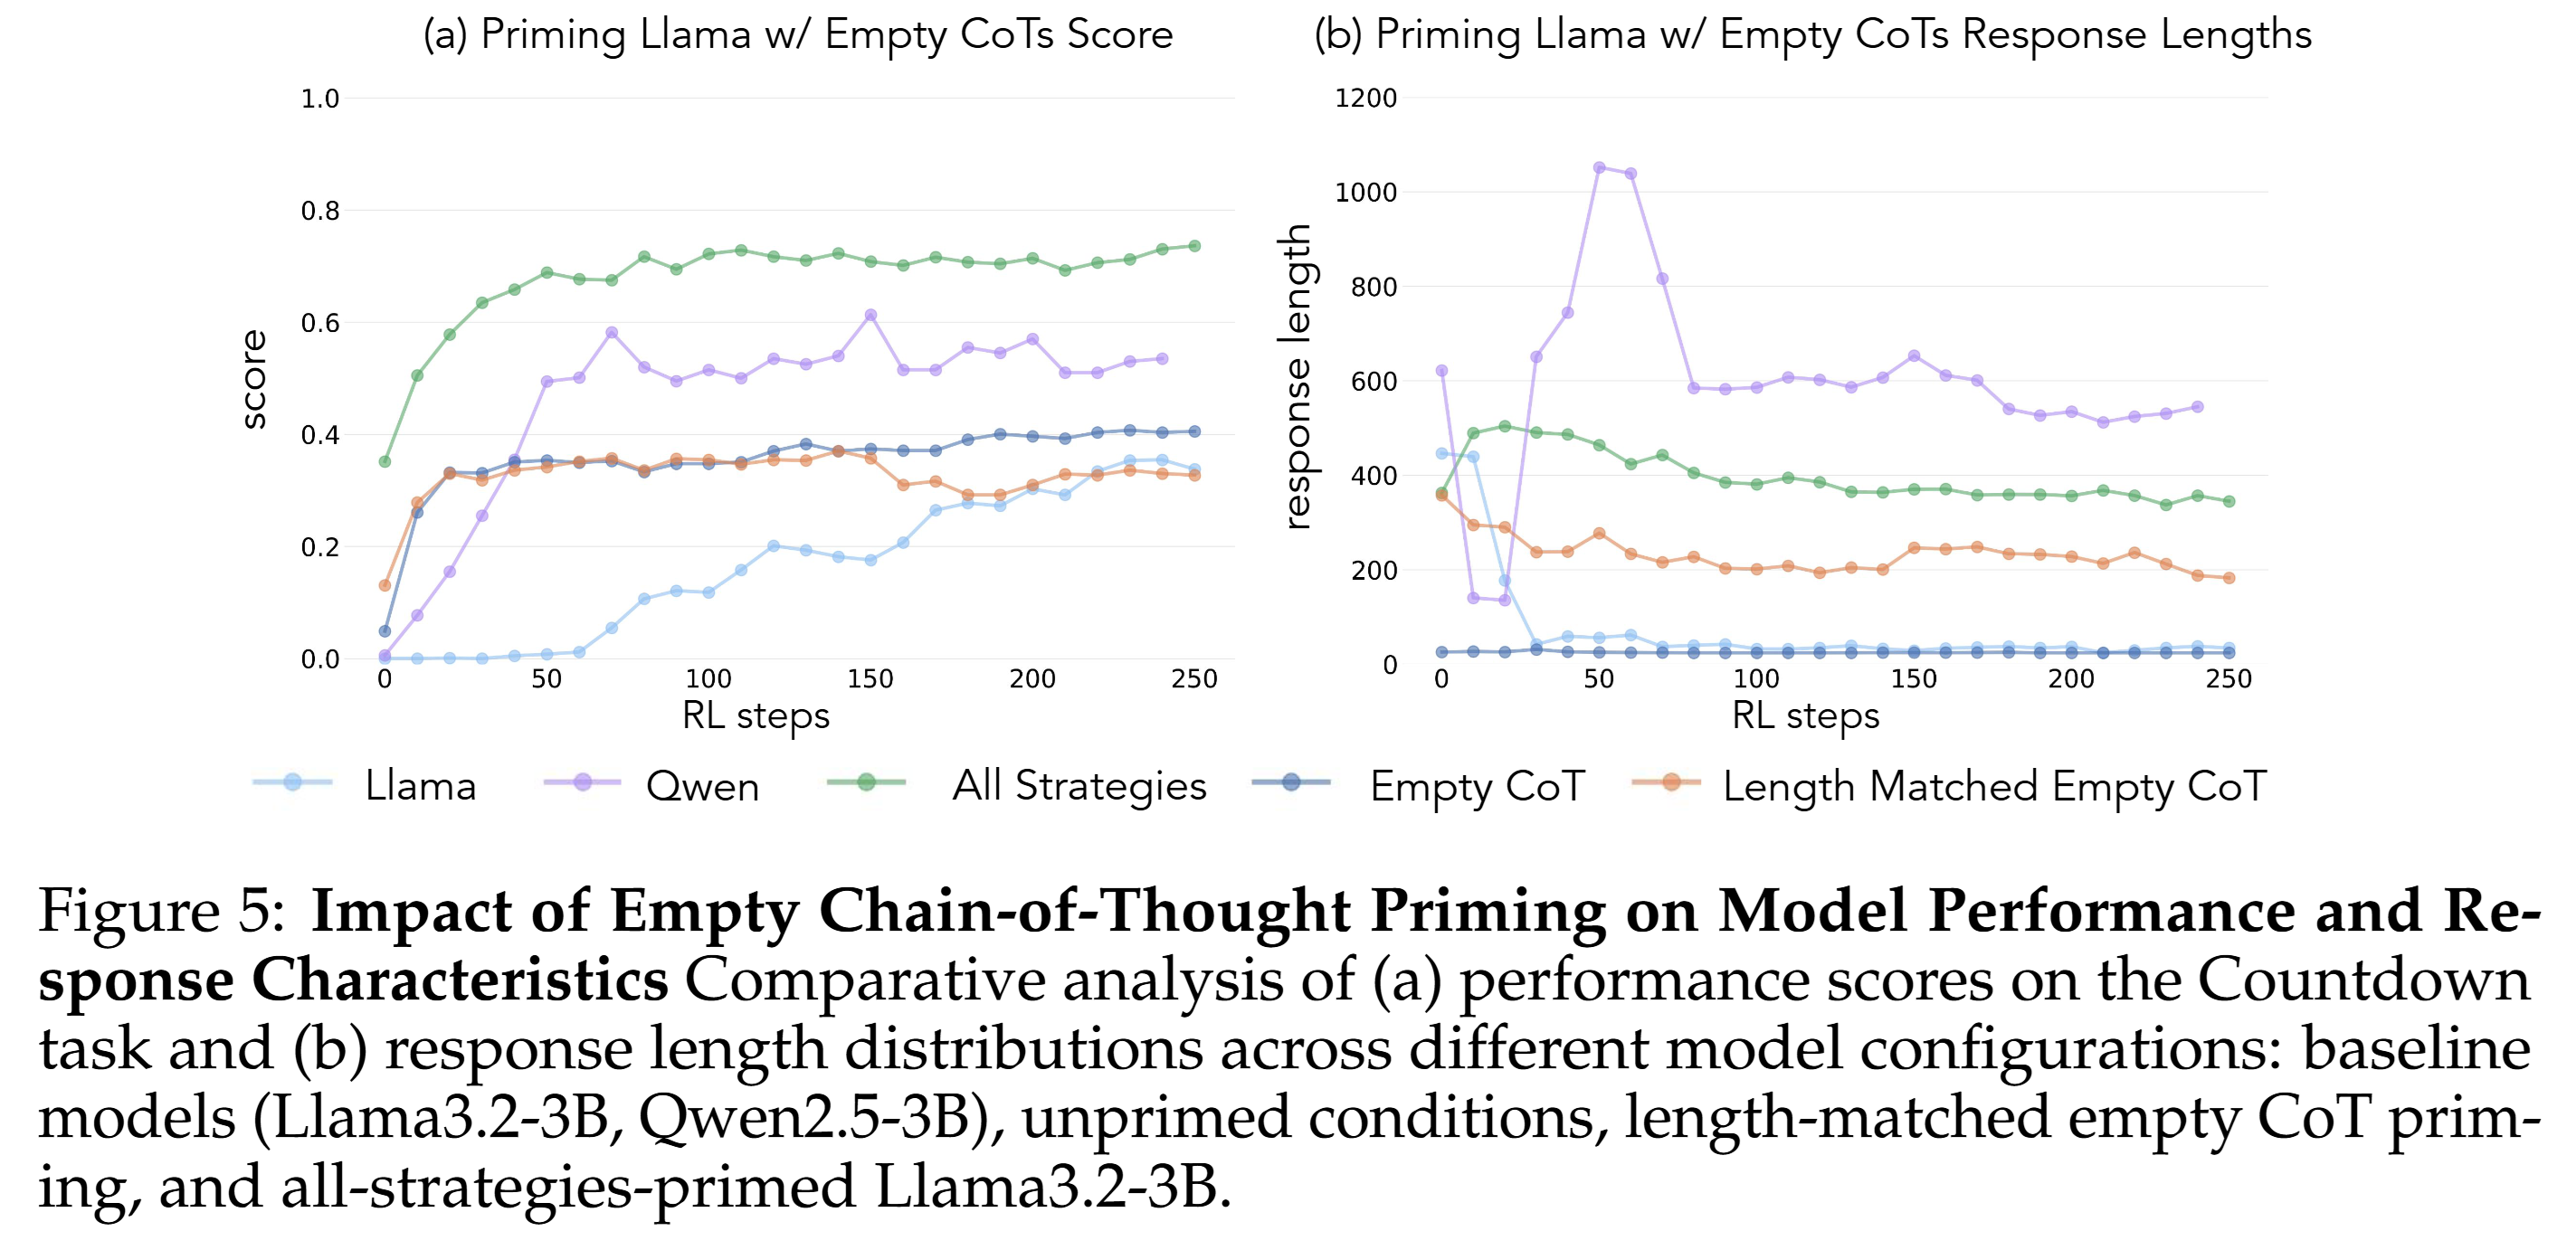 (a) Priming Llama w/ Empty CoTs Score
(b) Priming Llama w/ Empty CoTs Response Lengths
1.0
0.8
0.6
0.4
0.2
0.0
score
0
50
100
150
200
250
RL steps
1200
1000
800
600
400
200
0
response length
0
50
100
150
200
250
RL steps
Llama
Qwen
All Strategies
Empty CoT
Length Matched Empty CoT
Figure 5: Impact of Empty Chain-of-Thought Priming on Model Performance and Re-
sponse Characteristics Comparative analysis of (a) performance scores on the Countdown
task and (b) response length distributions across different model configurations: baseline
models (Llama3.2-3B, Qwen2.5-3B), unprimed conditions, length-matched empty CoT prim-
ing, and all-strategies-primed Llama3.2-3B.